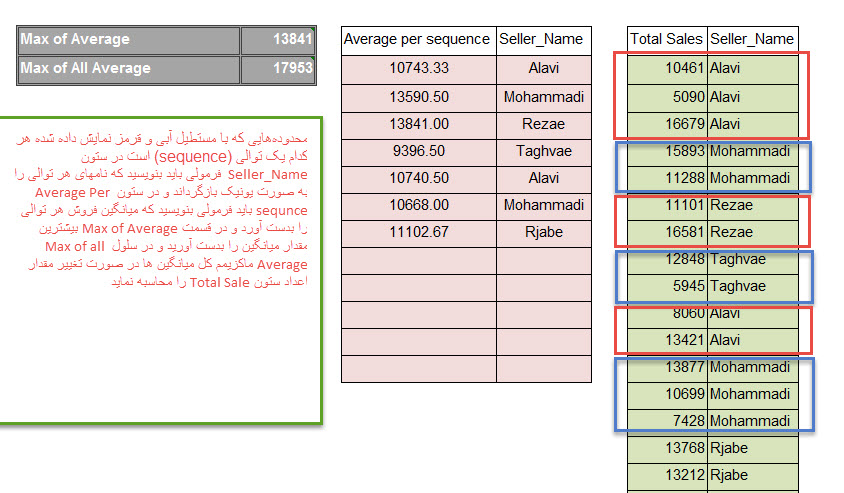 Max of Average 13841
Max of All Average 17953
محدوده‌هایی که با مستطیل آبی و قرمز نمایش داده شده هر
کدام یک توالی (sequence) است در ستون
Seller_Name فرمولی باید بنویسید که نامهای هر توالی را
به صورت یونیک بازگرداند و در ستون Average Per
sequnce باید فرمولی بنویسید که میانگین فروش هر توالی
را بدست آورد و در قسمت Max of Average بیشترین
مقدار میانگین را بدست آورید و در سلول Max of all
Average ماکزیمم کل میانگین ها در صورت تغییر مقدار
اعداد ستون Total Sale را محاسبه نماید
Average per sequence Seller_Name
10743.33 Alavi
13590.50 Mohammadi
13841.00 Rezae
9396.50 Taghvae
10740.50 Alavi
10668.00 Mohammadi
11102.67 Rjabe
Total Sales Seller_Name
10461 Alavi
5090 Alavi
16679 Alavi
15893 Mohammadi
11288 Mohammadi
11101 Rezae
16581 Rezae
12848 Taghvae
5945 Taghvae
8060 Alavi
13421 Alavi
13877 Mohammadi
10699 Mohammadi
7428 Mohammadi
13768 Rjabe
13212 Rjabe